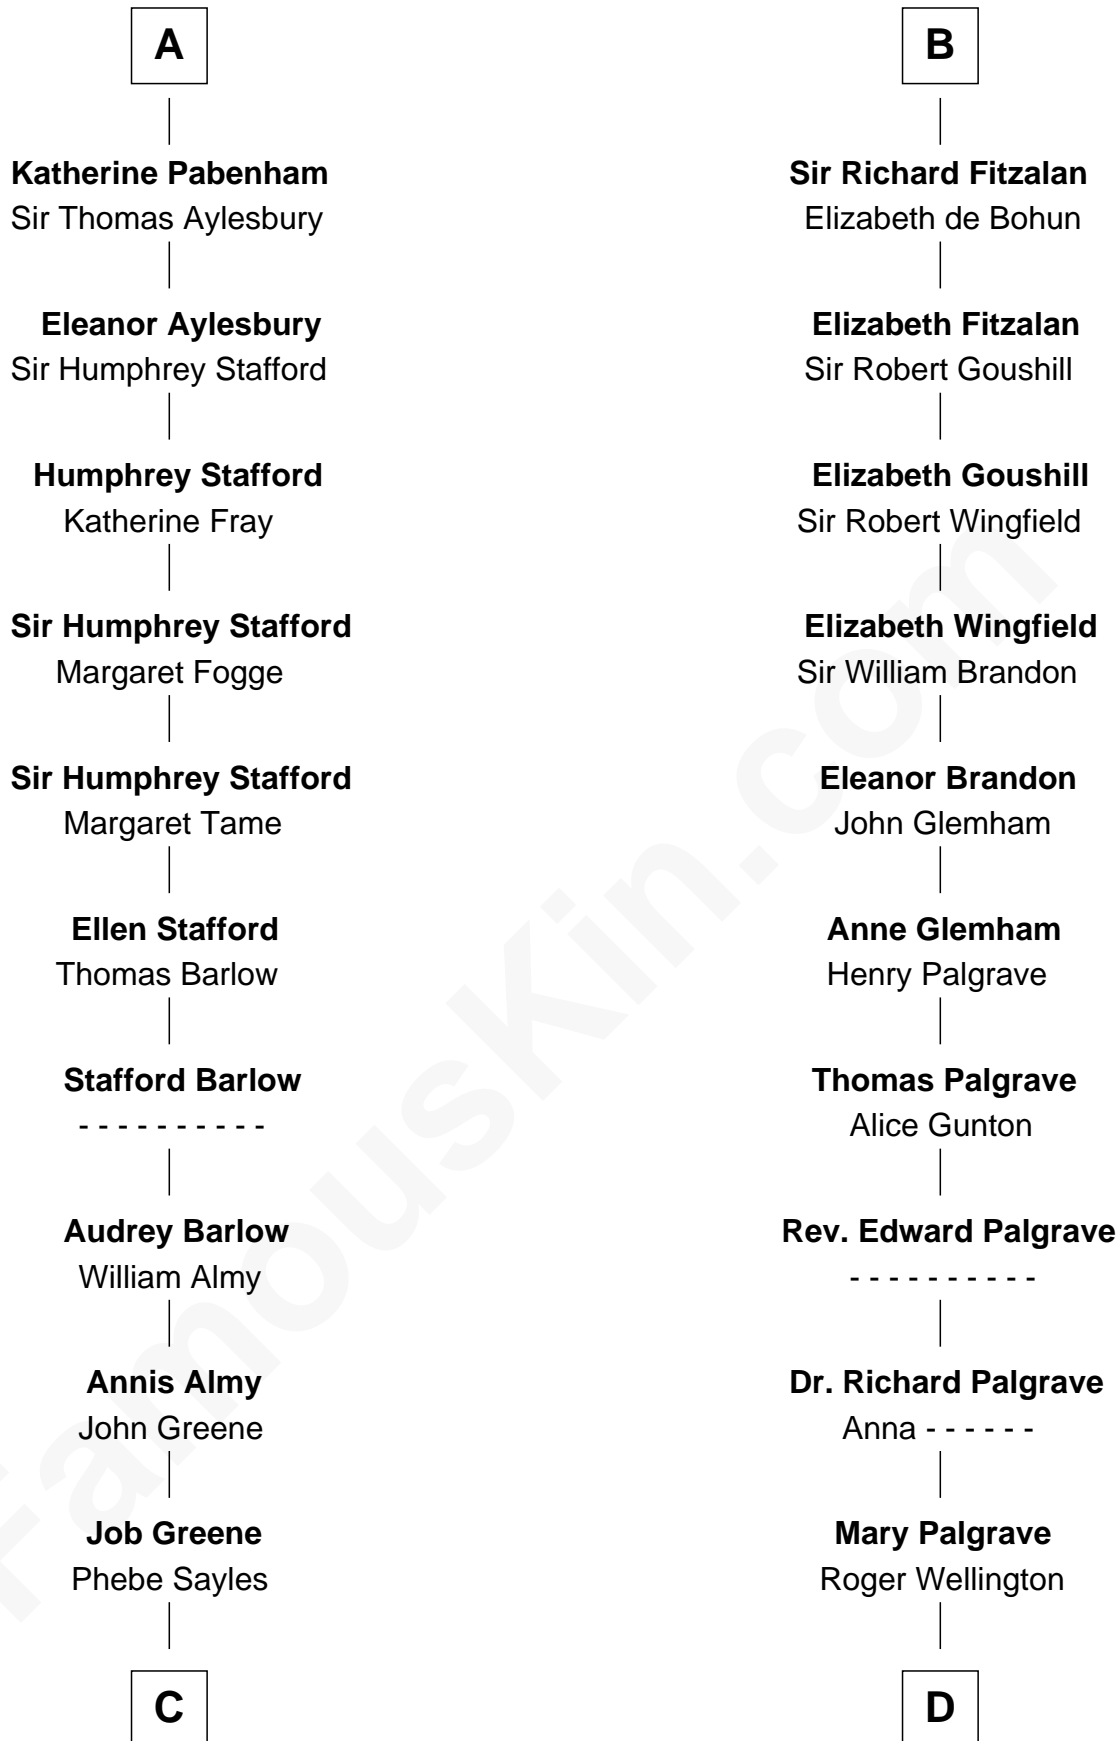 A
Katherine Pabenham
Sir Thomas Aylesbury
Eleanor Aylesbury
Sir Humphrey Stafford
Humphrey Stafford
Katherine Fray
Sir Humphrey Stafford
Margaret Fogge
Sir Humphrey Stafford
Margaret Tame
Ellen Stafford
Thomas Barlow
Stafford Barlow
- - - - - - - - - -
Audrey Barlow
William Almy
Annis Almy
John Greene
Job Greene
Phebe Sayles
C
B
Sir Richard Fitzalan
Elizabeth de Bohun
Elizabeth Fitzalan
Sir Robert Goushill
Elizabeth Goushill
Sir Robert Wingfield
Elizabeth Wingfield
Sir William Brandon
Eleanor Brandon
John Glemham
Anne Glemham
Henry Palgrave
Thomas Palgrave
Alice Gunton
Rev. Edward Palgrave
- - - - - - - - - -
Dr. Richard Palgrave
Anna - - - - - -
Mary Palgrave
Roger Wellington
D
FamousKin.com